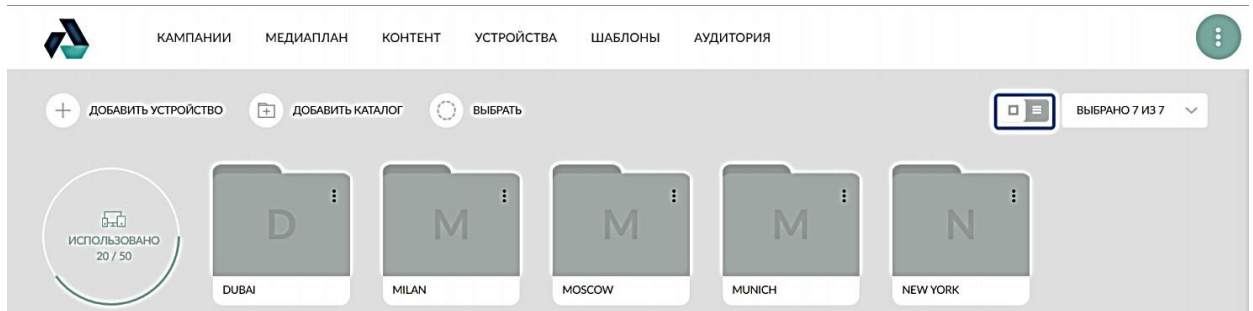 КАМПАНИИ МЕДИАПЛАН КОНТЕНТ УСТРОЙСТВА ШАБЛОНЫ АУДИТОРИЯ
ДОБАВИТЬ УСТРОЙСТВО ДОБАВИТЬ КАТАЛОГ ВЫБРАТЬ ВЫБРАНО 7 ИЗ 7
ИСПОЛЬЗОВАНО
20 / 50
D M M M N
DUBAI MILAN MOSCOW MUNICH NEW YORK